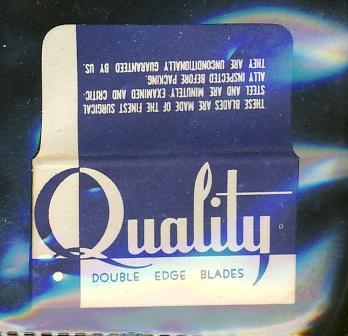 THESE BLADES ARE MADE OF THE FINEST SURGICAL
STEEL AND ARE MINUTELY EXAMINED AND CRITIC-
ALLY INSPECTED BEFORE PACKING.
THEY ARE UNCONDITIONALLY GUARANTEED BY US.
Quality
DOUBLE EDGE BLADES